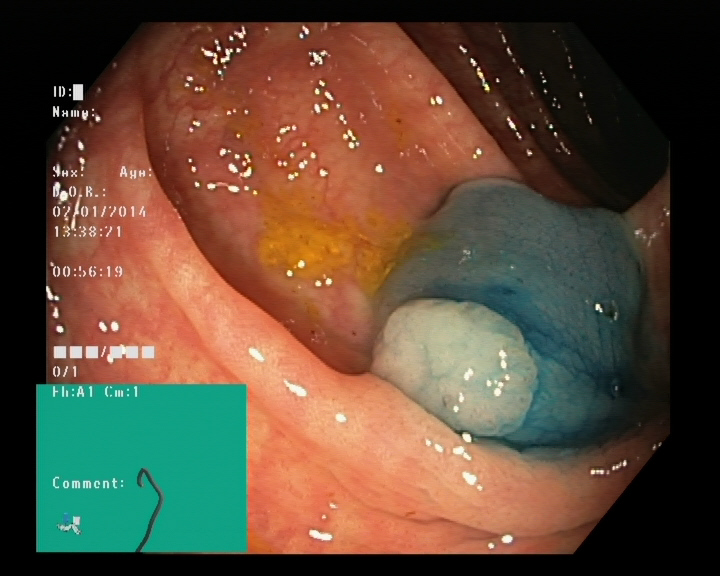 ID:
Name:
Sex: Age:
D.O.B.:
02/01/2014
13:38:21
00:56:19
/
0/1
Eh:A1 Cm:1
Comment: